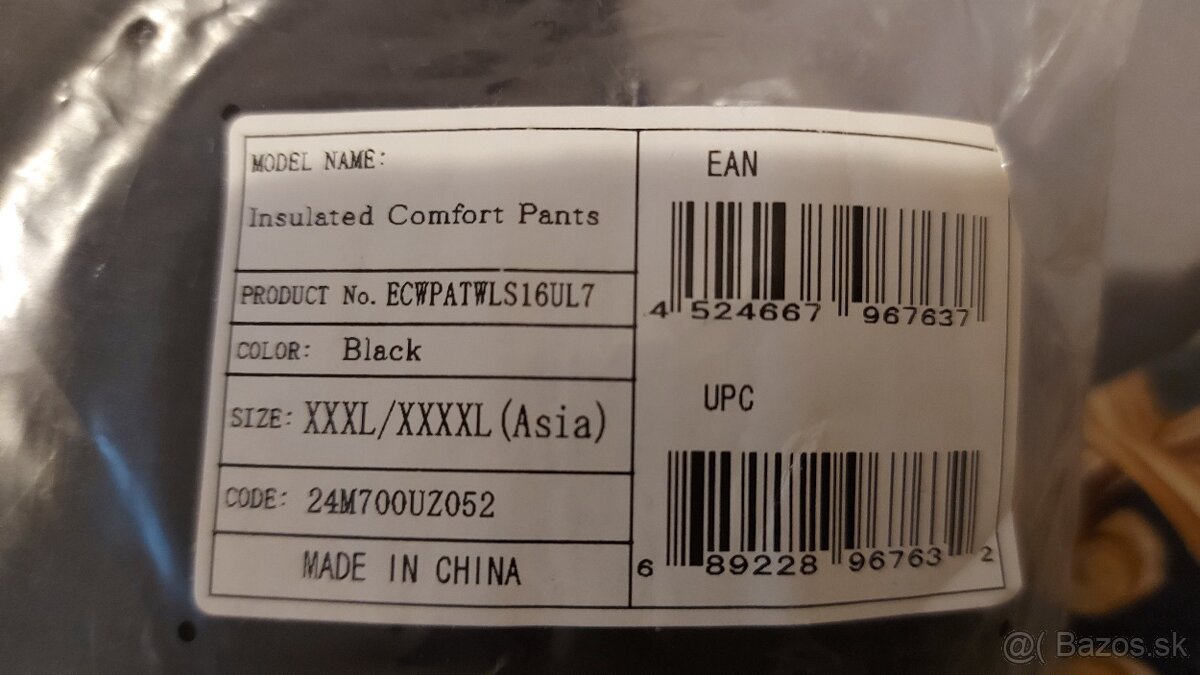 MODEL NAME:
Insulated Comfort Pants
PRODUCT No. ECWPATWLS16UL7
COLOR: Black
SIZE: XXXL/XXXXL(Asia)
CODE: 24M700UZ052
MADE IN CHINA
EAN
4 524667 967637
UPC
6 89228 96763 2
@( Bazos.sk